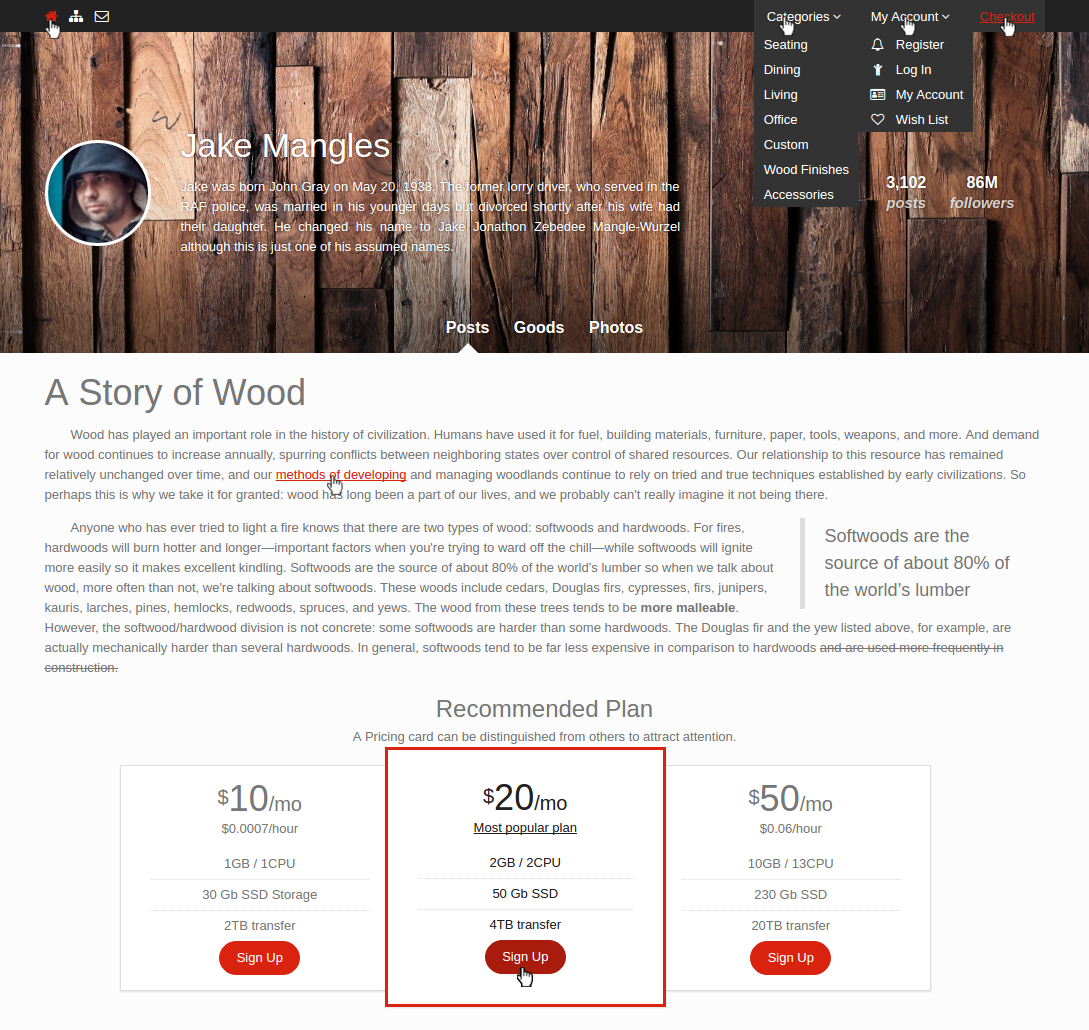 Categories My Account Checkout
Seating
Dining
Living
Office
Custom
Wood Finishes
Accessories
Register
Log In
My Account
Wish List
Jake Mangles
Jake was born John Gray on May 20, 1938. The former lorry driver, who served in the
RAF police, was married in his younger days but divorced shortly after his wife had
their daughter. He changed his name to Jake Jonathon Zebedee Mangle-Wurzel
although this is just one of his assumed names.
3,102 86M
posts followers
Posts Goods Photos
A Story of Wood
Wood has played an important role in the history of civilization. Humans have used it for fuel, building materials, furniture, paper, tools, weapons, and more. And demand
for wood continues to increase annually, spurring conflicts between neighboring states over control of shared resources. Our relationship to this resource has remained
relatively unchanged over time, and our methods of developing and managing woodlands continue to rely on tried and true techniques established by early civilizations. So
perhaps this is why we take it for granted: wood has long been a part of our lives, and we probably can't really imagine it not being there.
Anyone who has ever tried to light a fire knows that there are two types of wood: softwoods and hardwoods. For fires,
hardwoods will burn hotter and longer—important factors when you're trying to ward off the chill—while softwoods will ignite
more easily so it makes excellent kindling. Softwoods are the source of about 80% of the world’s lumber so when we talk about
wood, more often than not, we're talking about softwoods. These woods include cedars, Douglas firs, cypresses, firs, junipers,
kauris, larches, pines, hemlocks, redwoods, spruces, and yews. The wood from these trees tends to be more malleable.
However, the softwood/hardwood division is not concrete: some softwoods are harder than some hardwoods. The Douglas fir and the yew listed above, for example, are
actually mechanically harder than several hardwoods. In general, softwoods tend to be far less expensive in comparison to hardwoods and are used more frequently in
construction.
Softwoods are the
source of about 80% of
the world’s lumber
Recommended Plan
A Pricing card can be distinguished from others to attract attention.
$10/mo
$0.0007/hour
1GB / 1CPU
30 Gb SSD Storage
2TB transfer
Sign Up
$20/mo
Most popular plan
2GB / 2CPU
50 Gb SSD
4TB transfer
Sign Up
$50/mo
$0.06/hour
10GB / 13CPU
230 Gb SSD
20TB transfer
Sign Up